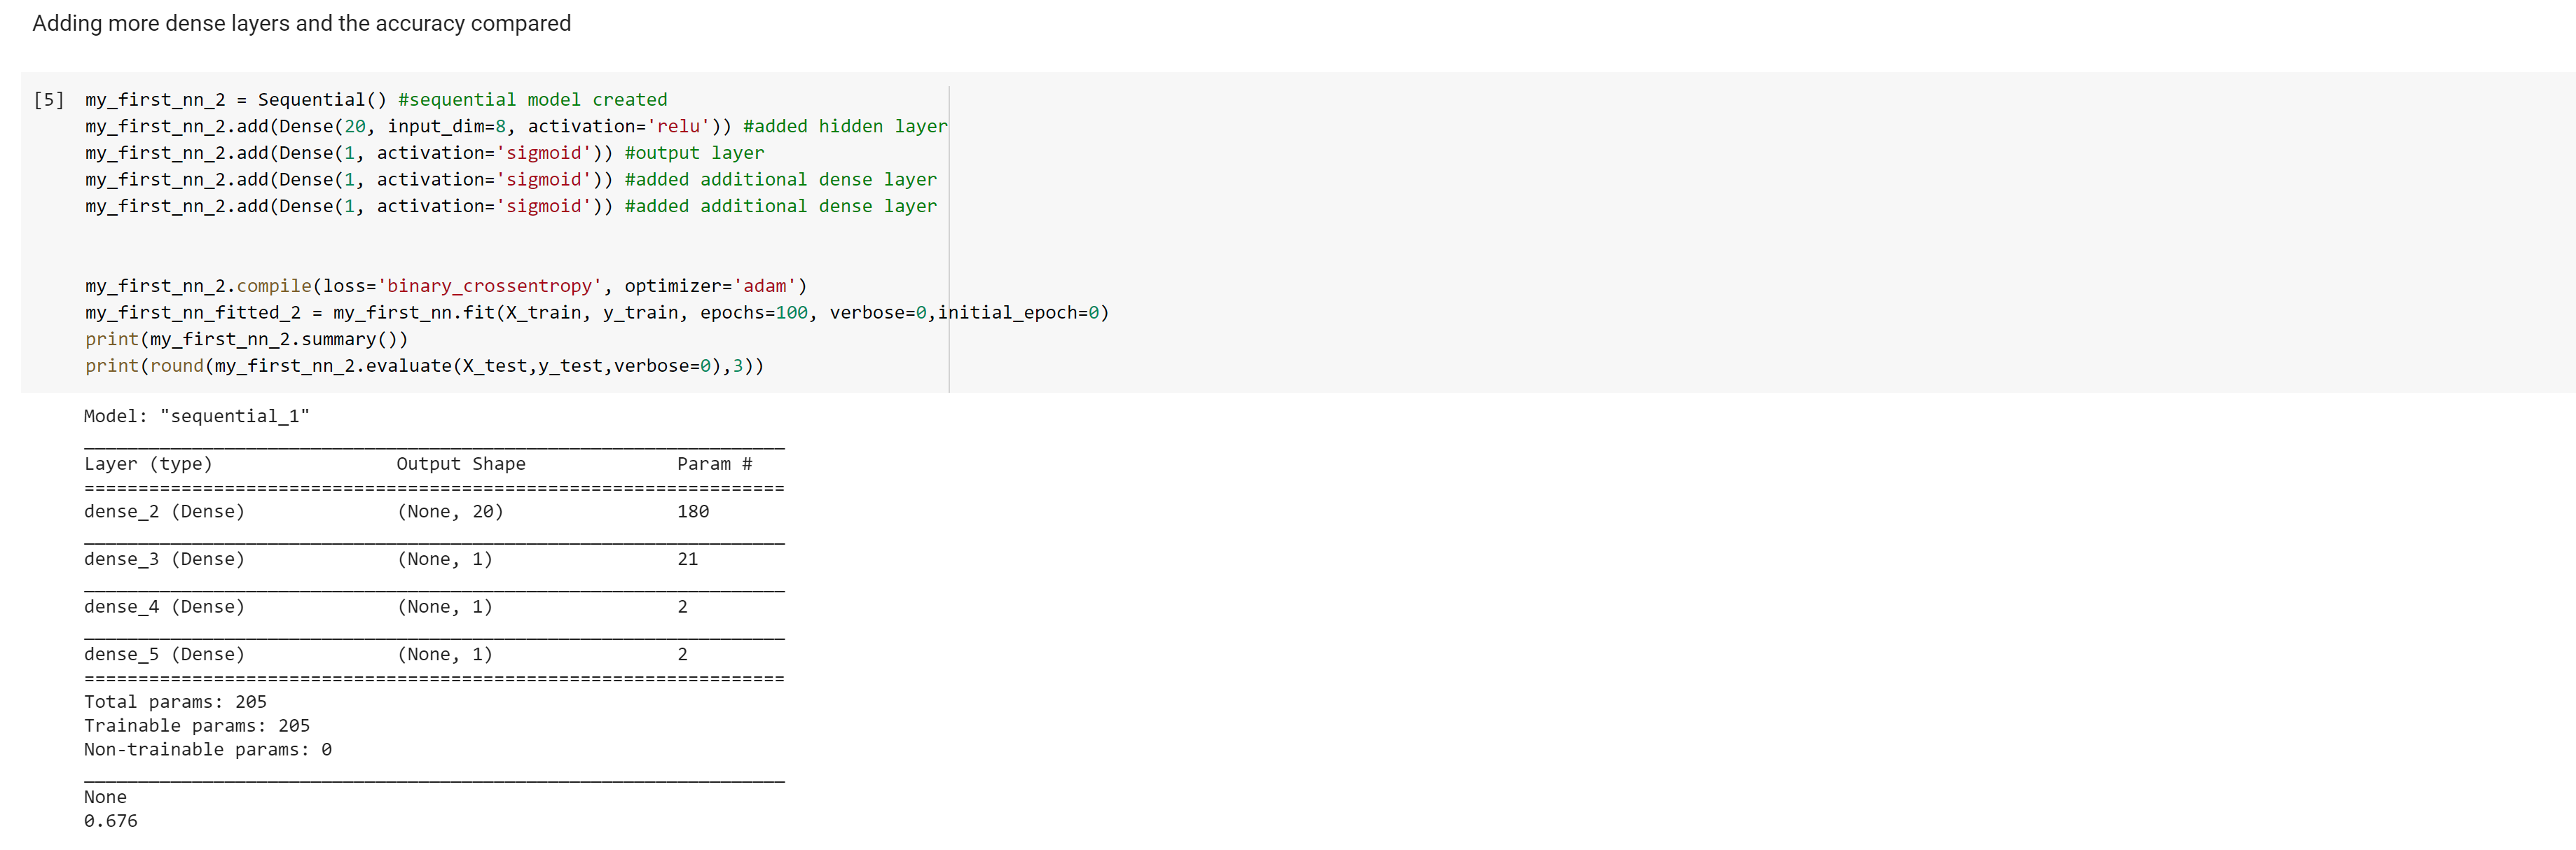 Adding more dense layers and the accuracy compared
[5] my_first_nn_2 = Sequential() #sequential model created
my_first_nn_2.add(Dense(20, input_dim=8, activation='relu')) #added hidden layer
my_first_nn_2.add(Dense(1, activation='sigmoid')) #output layer
my_first_nn_2.add(Dense(1, activation='sigmoid')) #added additional dense layer
my_first_nn_2.add(Dense(1, activation='sigmoid')) #added additional dense layer
my_first_nn_2.compile(loss='binary_crossentropy', optimizer='adam')
my_first_nn_fitted_2 = my_first_nn.fit(X_train, y_train, epochs=100, verbose=0,initial_epoch=0)
print(my_first_nn_2.summary())
print(round(my_first_nn_2.evaluate(X_test,y_test,verbose=0),3))
Model: "sequential_1"
_________________________________________________________________
Layer (type) Output Shape Param #
=================================================================
dense_2 (Dense) (None, 20) 180
_________________________________________________________________
dense_3 (Dense) (None, 1) 21
_________________________________________________________________
dense_4 (Dense) (None, 1) 2
_________________________________________________________________
dense_5 (Dense) (None, 1) 2
=================================================================
Total params: 205
Trainable params: 205
Non-trainable params: 0
_________________________________________________________________
None
0.676